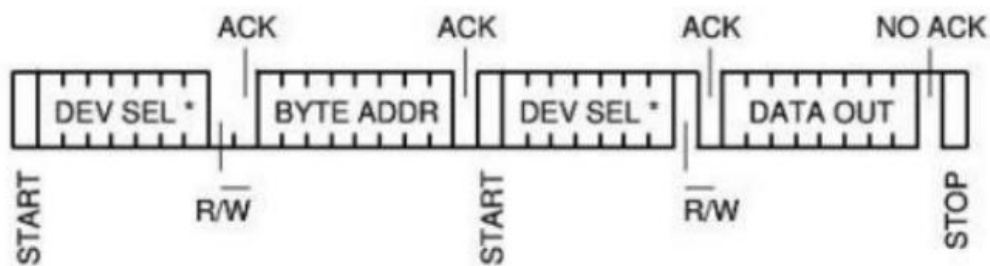 ACK ACK ACK NO ACK
DEV SEL * BYTE ADDR DEV SEL * DATA OUT
START R/W̅ START R̅/W STOP